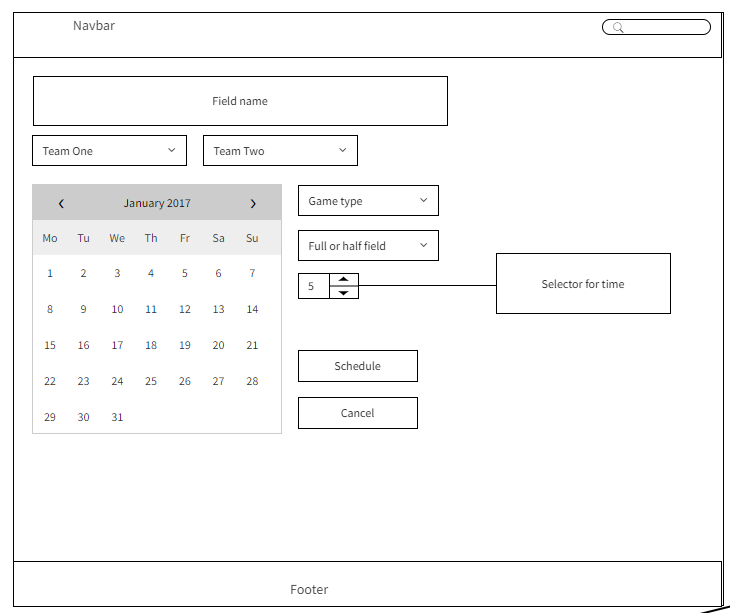 Navbar
Field name
Team One
Team Two
January 2017
Mo Tu We Th Fr Sa Su
1 2 3 4 5 6 7
8 9 10 11 12 13 14
15 16 17 18 19 20 21
22 23 24 25 26 27 28
29 30 31
Game type
Full or half field
5
Selector for time
Schedule
Cancel
Footer